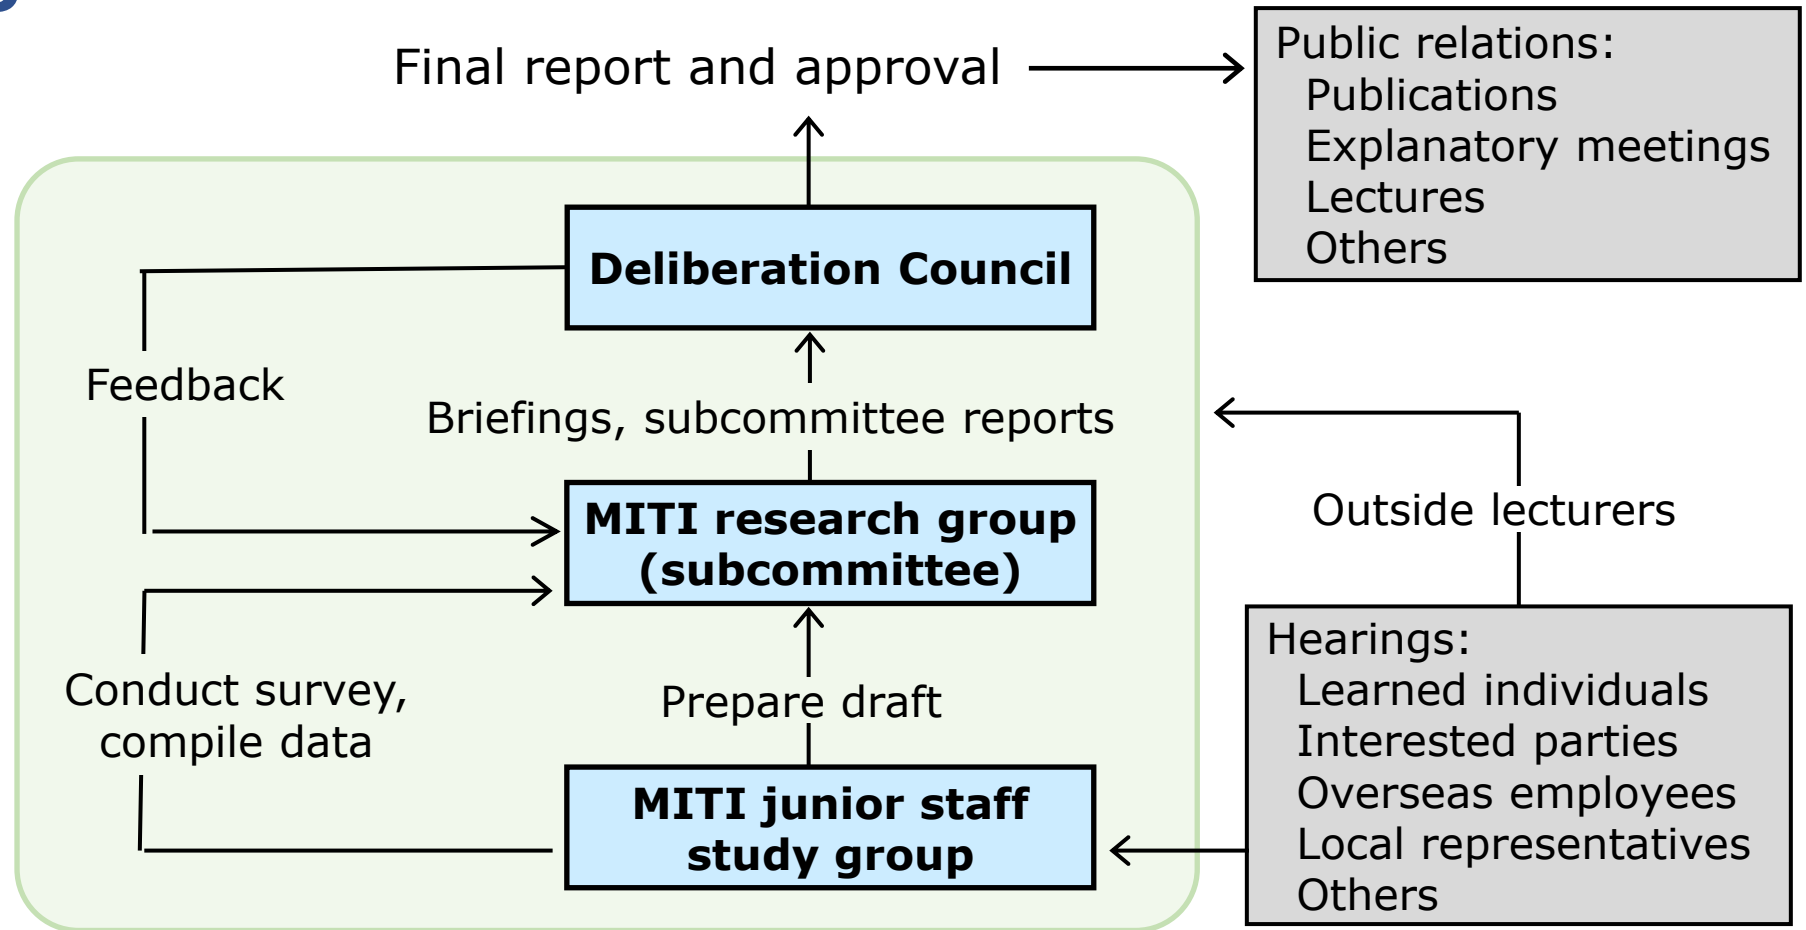 Final report and approval
Public relations:
Publications
Explanatory meetings
Lectures
Others
Deliberation Council
Feedback
Briefings, subcommittee reports
MITI research group
(subcommittee)
Outside lecturers
Conduct survey,
compile data
Prepare draft
MITI junior staff
study group
Hearings:
Learned individuals
Interested parties
Overseas employees
Local representatives
Others